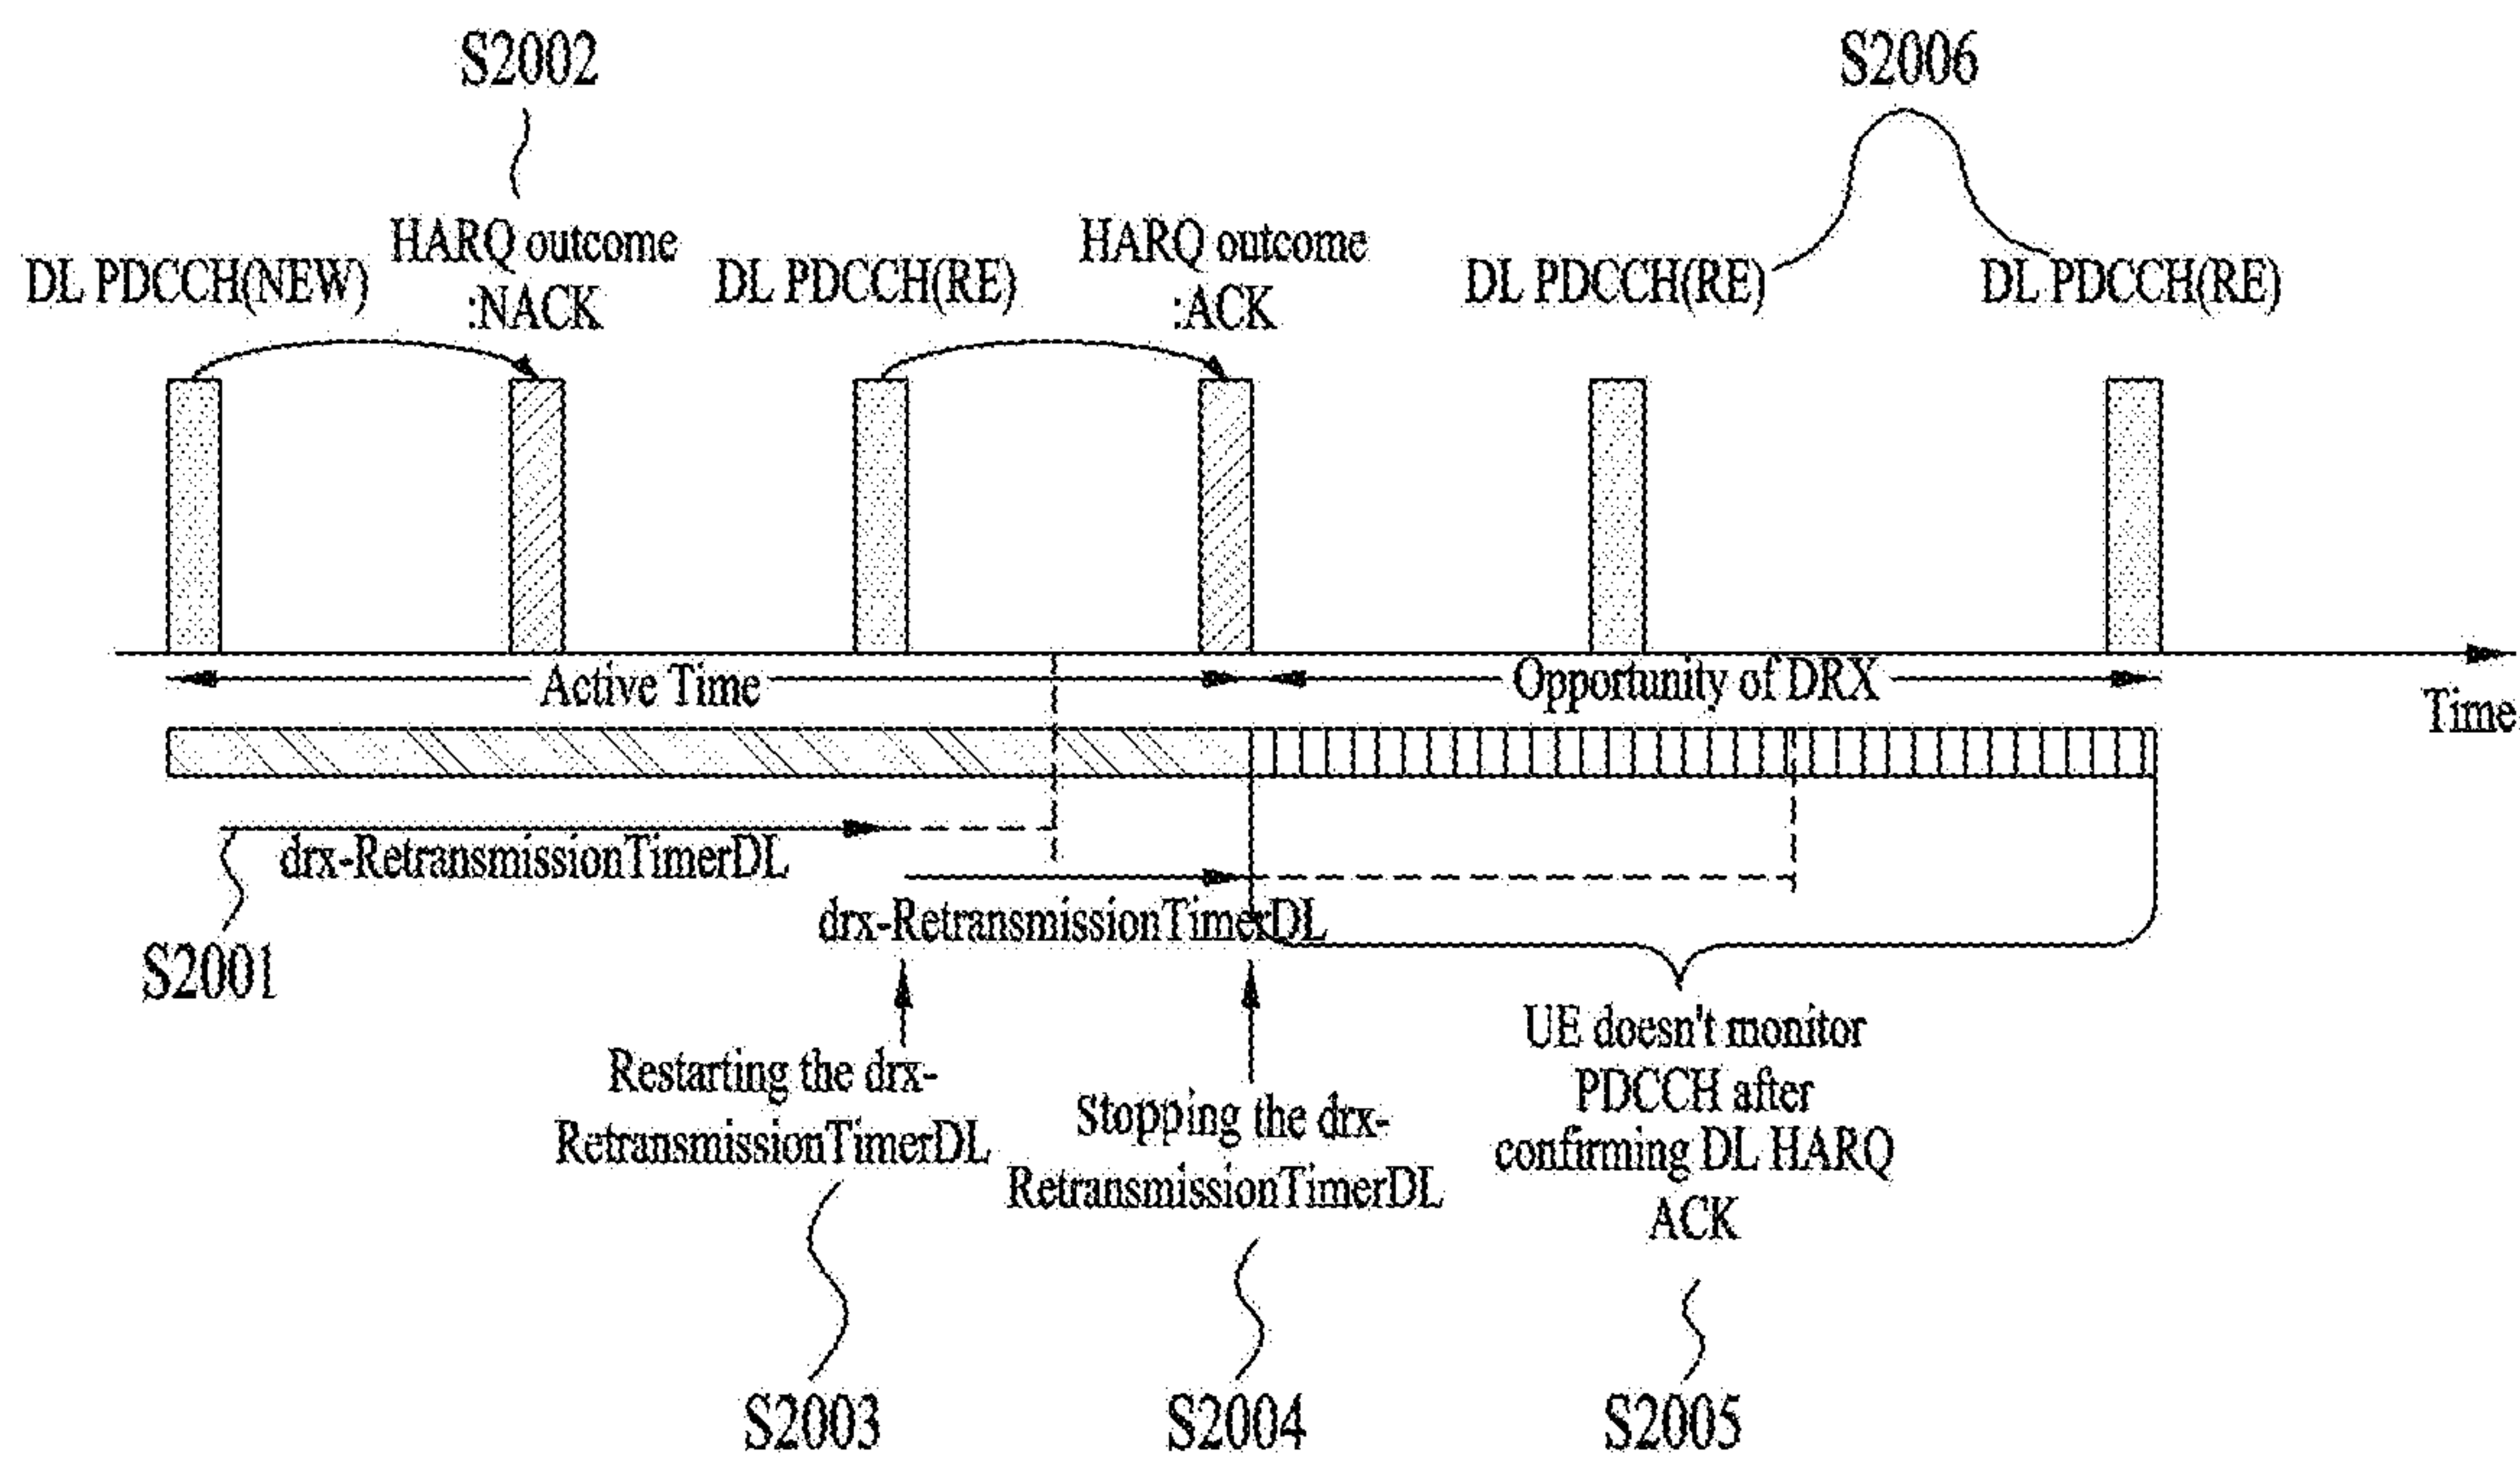 S2002
S2006
DL PDCCH(NEW)
HARQ outcome
:NACK
DL PDCCH(RE)
HARQ outcome
:ACK
DL PDCCH(RE)
DL PDCCH(RE)
Active Time
Opportunity of DRX
Time
drx-RetransmissionTimerDL
drx-RetransmissionTimerDL
S2001
Restarting the drx-
RetransmissionTimerDL
Stopping the drx-
RetransmissionTimerDL
UE doesn't monitor
PDCCH after
confirming DL HARQ
ACK
S2003
S2004
S2005